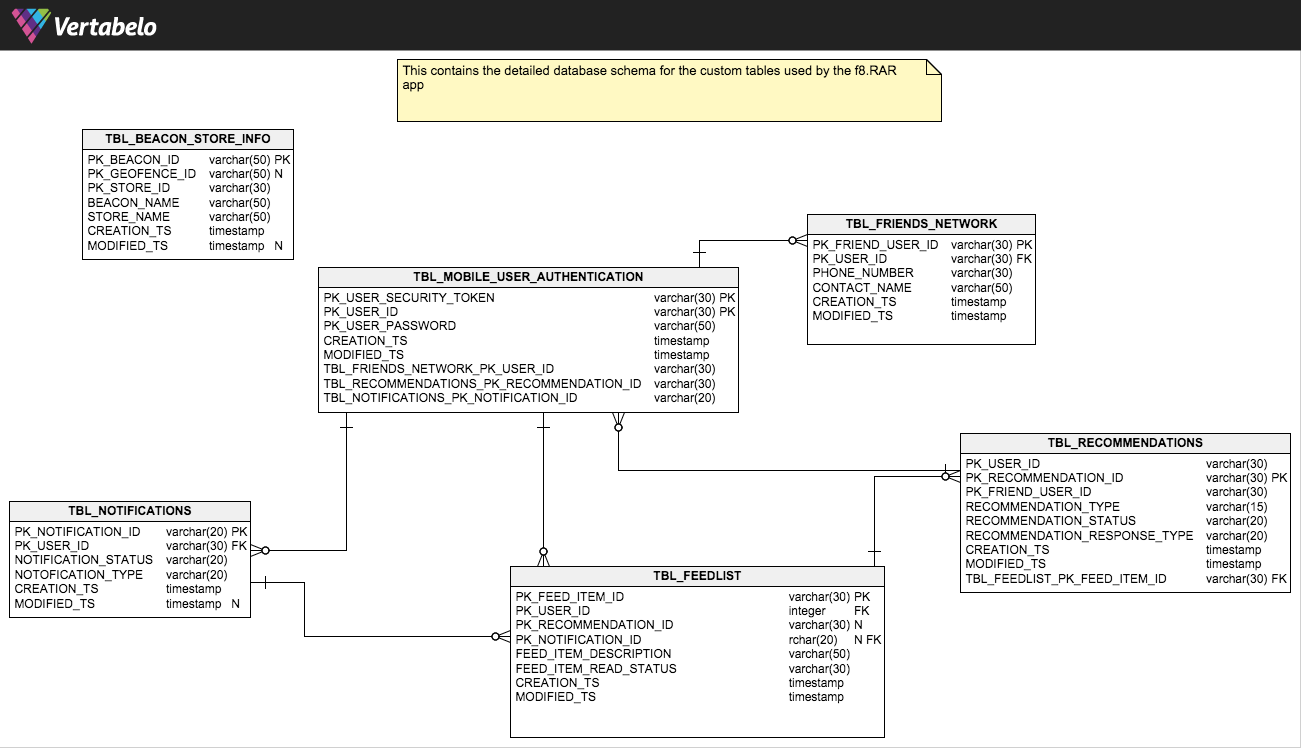 Vertabelo
This contains the detailed database schema for the custom tables used by the f8.RAR
app
TBL_BEACON_STORE_INFO
PK_BEACON_ID varchar(50) PK
PK_GEOFENCE_ID varchar(50) N
PK_STORE_ID varchar(30)
BEACON_NAME varchar(50)
STORE_NAME varchar(50)
CREATION_TS timestamp
MODIFIED_TS timestamp N
TBL_FRIENDS_NETWORK
PK_FRIEND_USER_ID varchar(30) PK
PK_USER_ID varchar(30) FK
PHONE_NUMBER varchar(30)
CONTACT_NAME varchar(50)
CREATION_TS timestamp
MODIFIED_TS timestamp
TBL_MOBILE_USER_AUTHENTICATION
PK_USER_SECURITY_TOKEN varchar(30) PK
PK_USER_ID varchar(30) PK
PK_USER_PASSWORD varchar(50)
CREATION_TS timestamp
MODIFIED_TS timestamp
TBL_FRIENDS_NETWORK_PK_USER_ID varchar(30)
TBL_RECOMMENDATIONS_PK_RECOMMENDATION_ID varchar(30)
TBL_NOTIFICATIONS_PK_NOTIFICATION_ID varchar(20)
TBL_RECOMMENDATIONS
PK_USER_ID varchar(30)
PK_RECOMMENDATION_ID varchar(30) PK
PK_FRIEND_USER_ID varchar(30)
RECOMMENDATION_TYPE varchar(15)
RECOMMENDATION_STATUS varchar(20)
RECOMMENDATION_RESPONSE_TYPE varchar(20)
CREATION_TS timestamp
MODIFIED_TS timestamp
TBL_FEEDLIST_PK_FEED_ITEM_ID varchar(30) FK
TBL_NOTIFICATIONS
PK_NOTIFICATION_ID varchar(20) PK
PK_USER_ID varchar(30) FK
NOTIFICATION_STATUS varchar(20)
NOTOFICATION_TYPE varchar(20)
CREATION_TS timestamp
MODIFIED_TS timestamp N
TBL_FEEDLIST
PK_FEED_ITEM_ID varchar(30) PK
PK_USER_ID integer FK
PK_RECOMMENDATION_ID varchar(30) N
PK_NOTIFICATION_ID rchar(20) N FK
FEED_ITEM_DESCRIPTION varchar(50)
FEED_ITEM_READ_STATUS varchar(30)
CREATION_TS timestamp
MODIFIED_TS timestamp